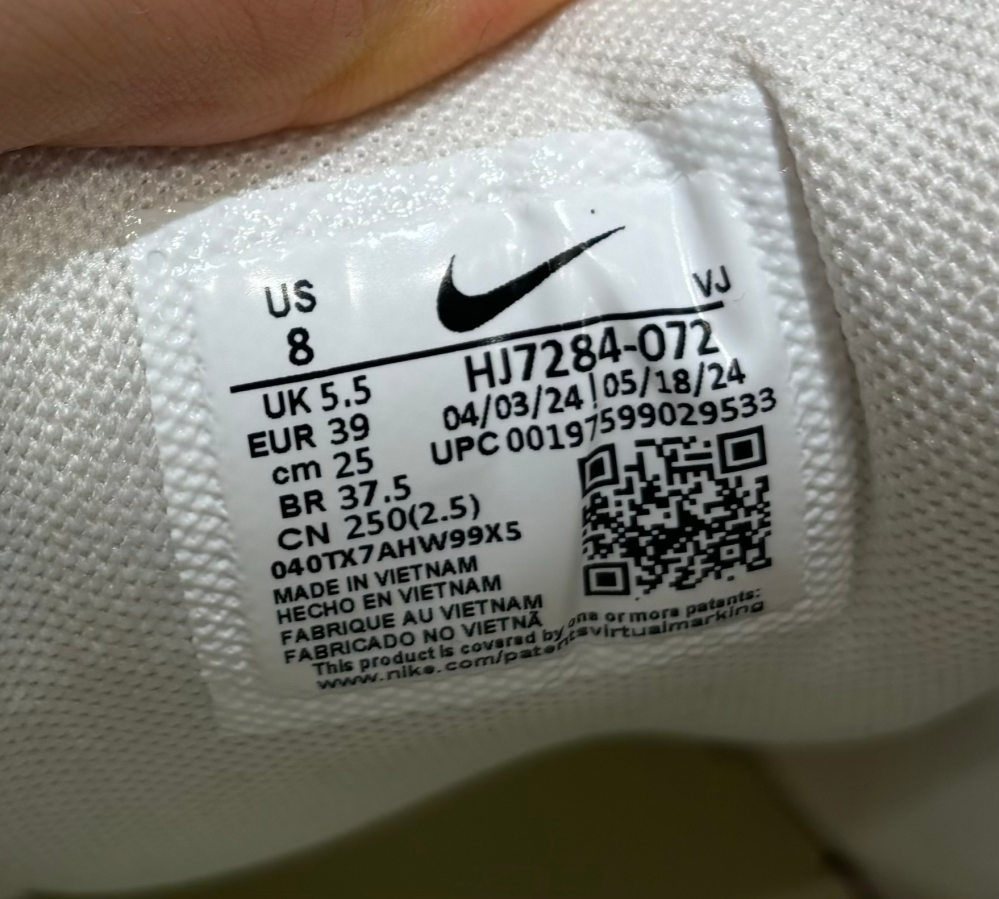 US
8
VJ
HJ7284-072
UK 5.5
04/03/24|05/18/24
EUR 39
UPC 00197599029533
cm 25
BR 37.5
CN 250(2.5)
040TX7AHW99X5
MADE IN VIETNAM
HECHO EN VIETNAM
FABRIQUE AU VIETNAM
FABRICADO NO VIETNÃ
This product is covered by one or more patents:
www.nike.com/patentsvirtualmarking